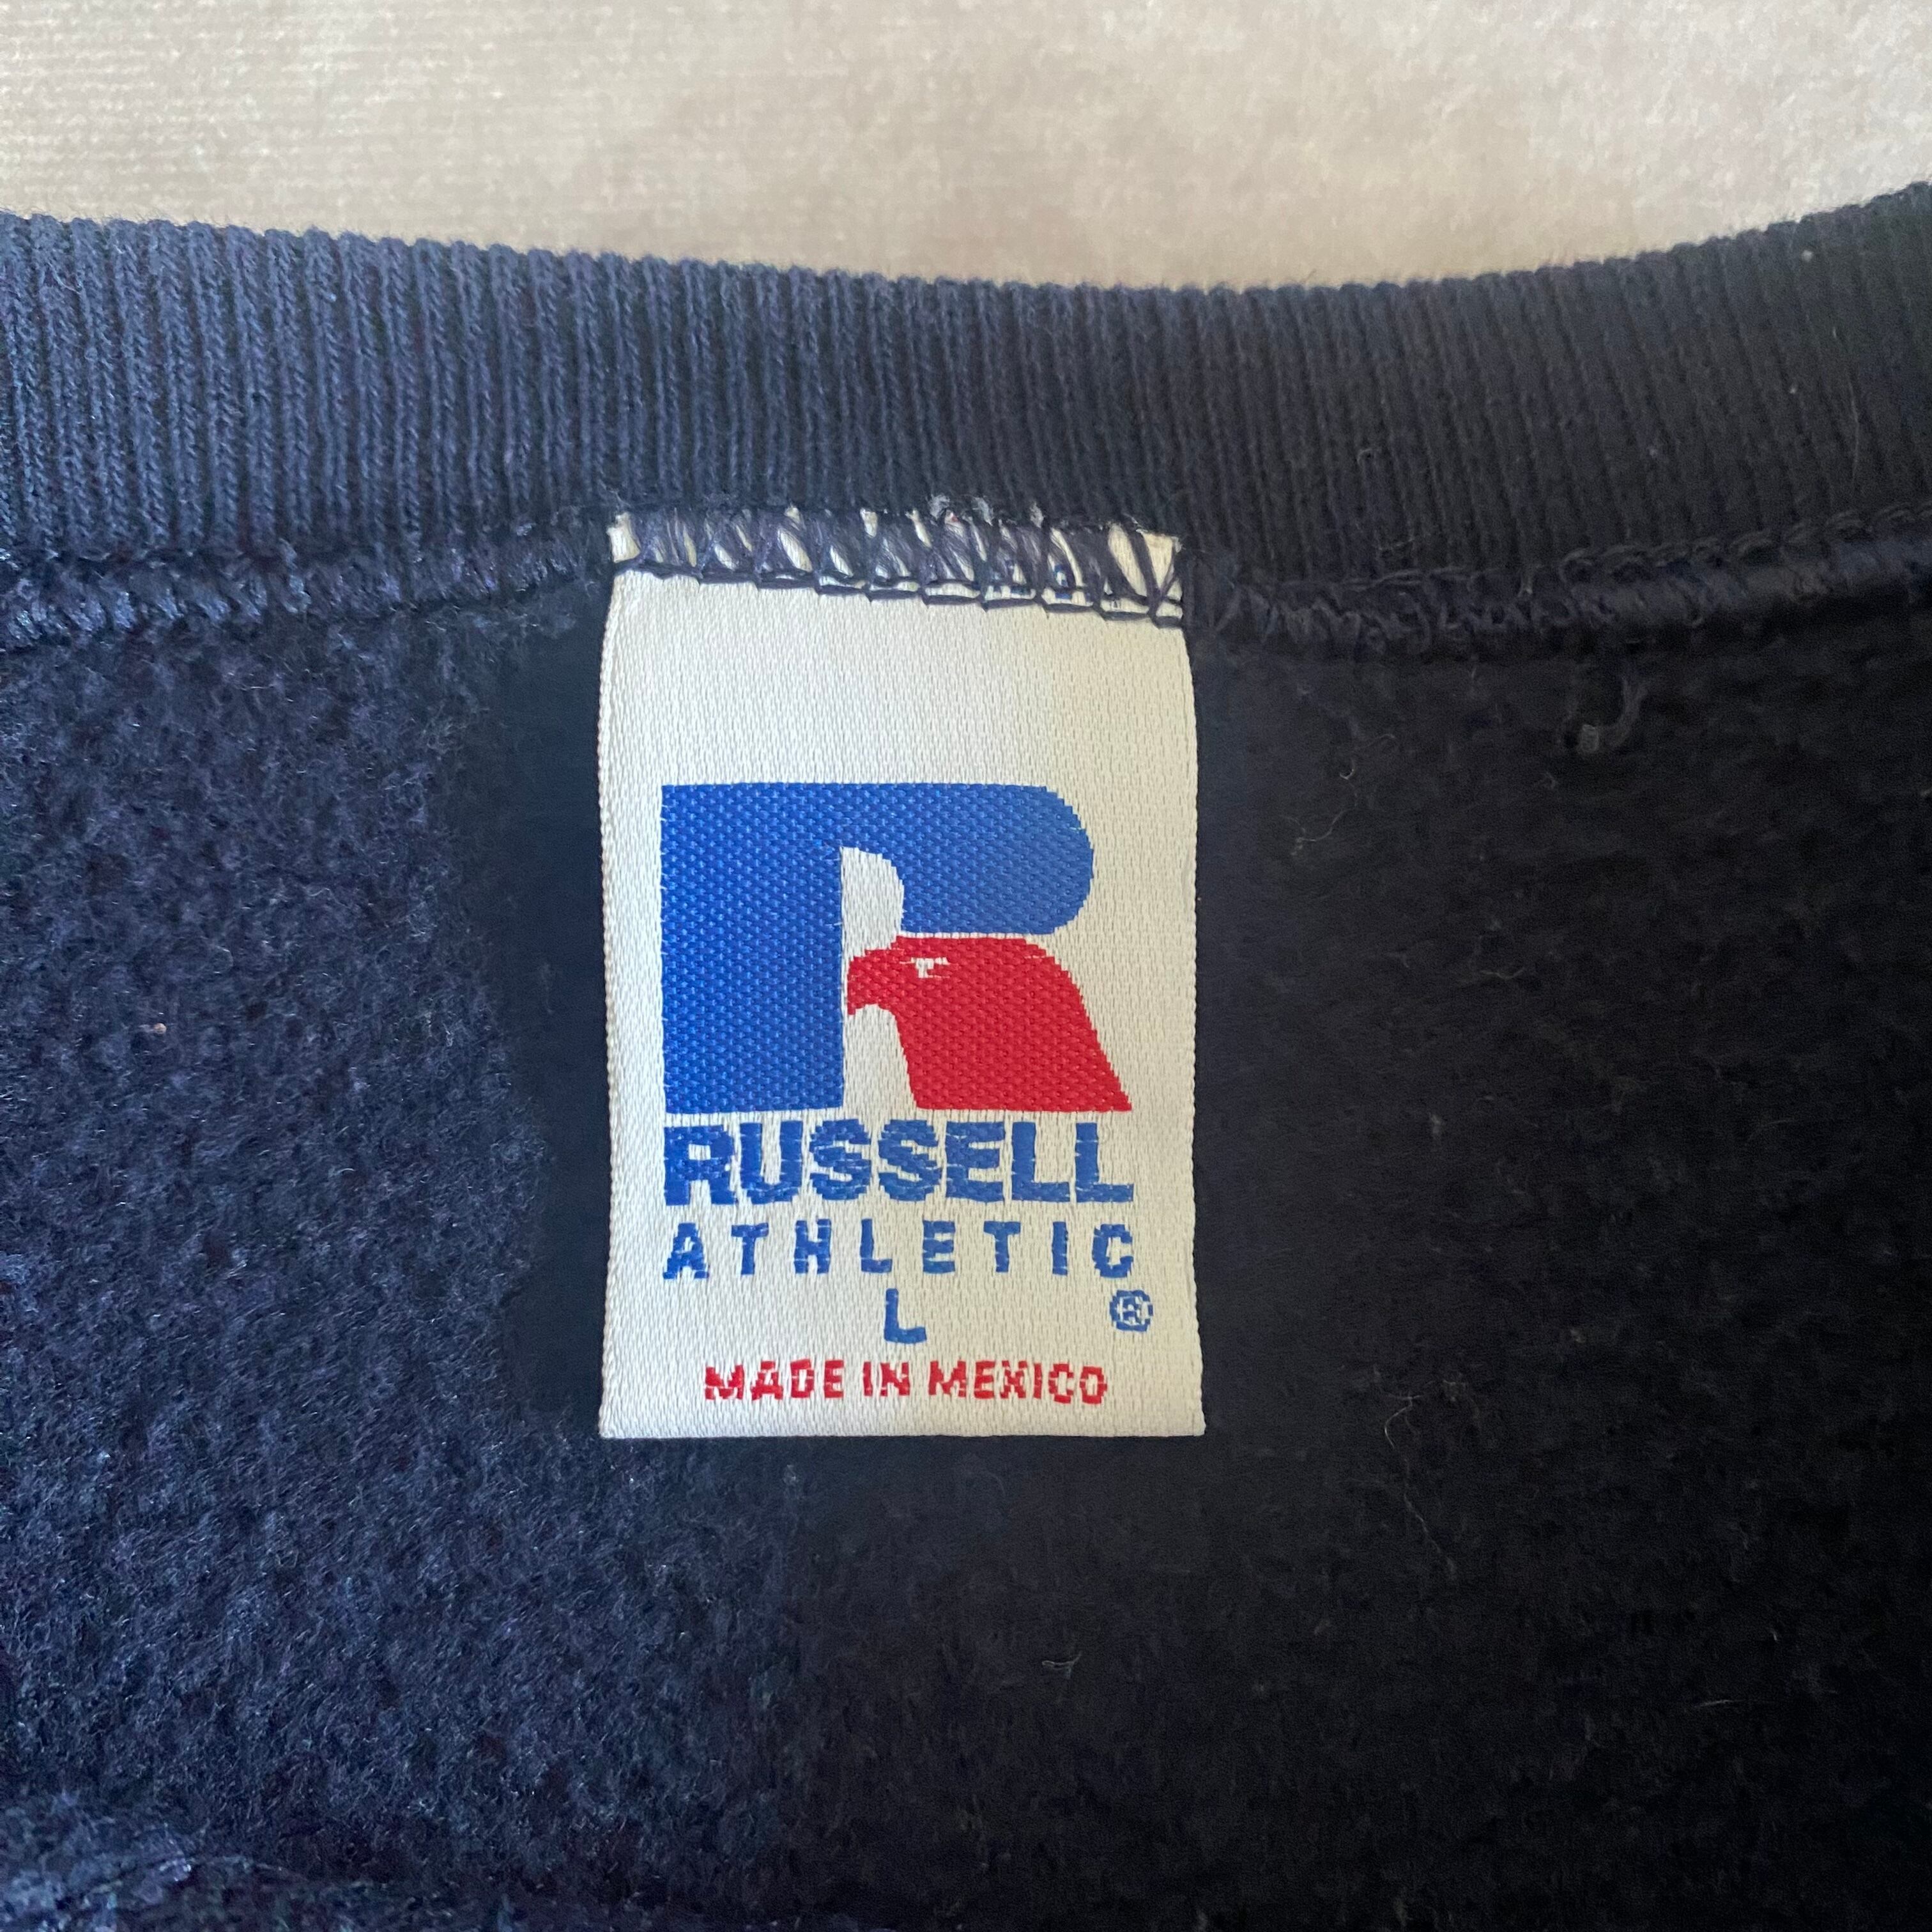 R
RUSSELL
ATHLETIC
L ®
MADE IN MEXICO